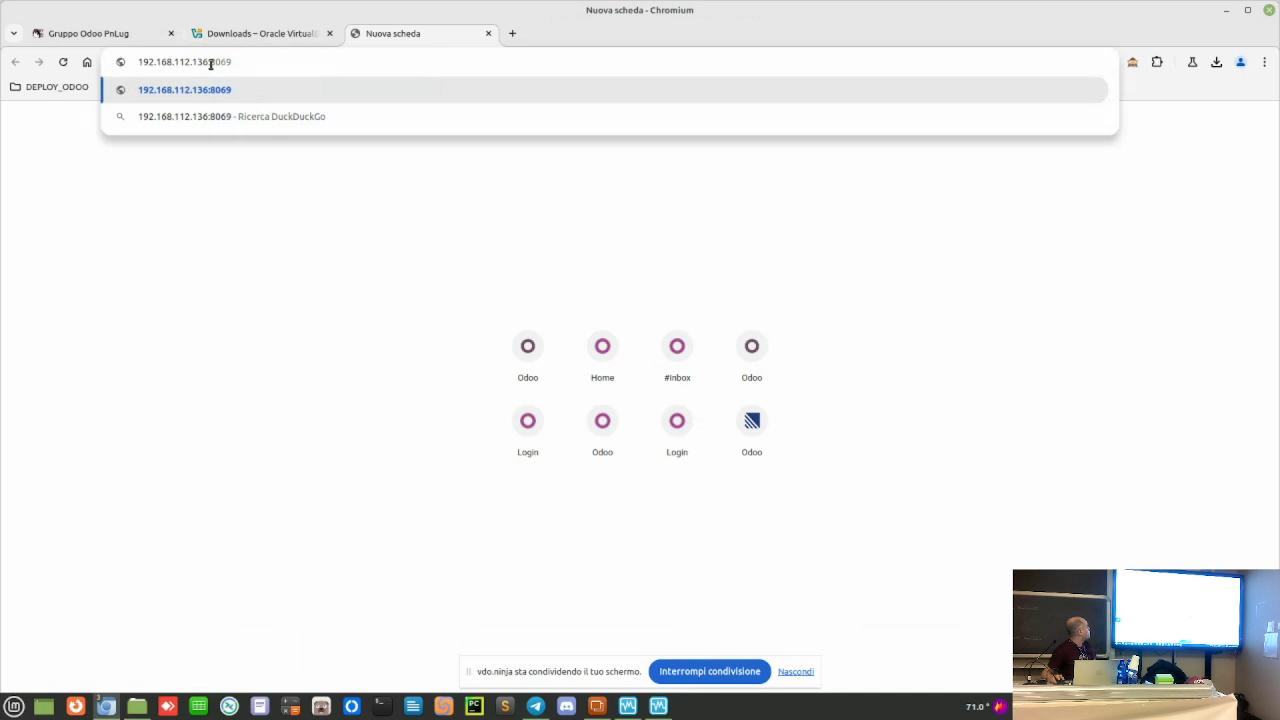 Nuova scheda - Chromium
Gruppo Odoo PnLug
Downloads – Oracle Virtual
Nuova scheda
192.168.112.136:8069
DEPLOY_ODOO
192.168.112.136:8069
192.168.112.136:8069 - Ricerca DuckDuckGo
Odoo
Home
#Inbox
Odoo
Login
Odoo
Login
Odoo
vdo.ninja sta condividendo il tuo schermo.
Interrompi condivisione
Nascondi
PC
S
71.0 °